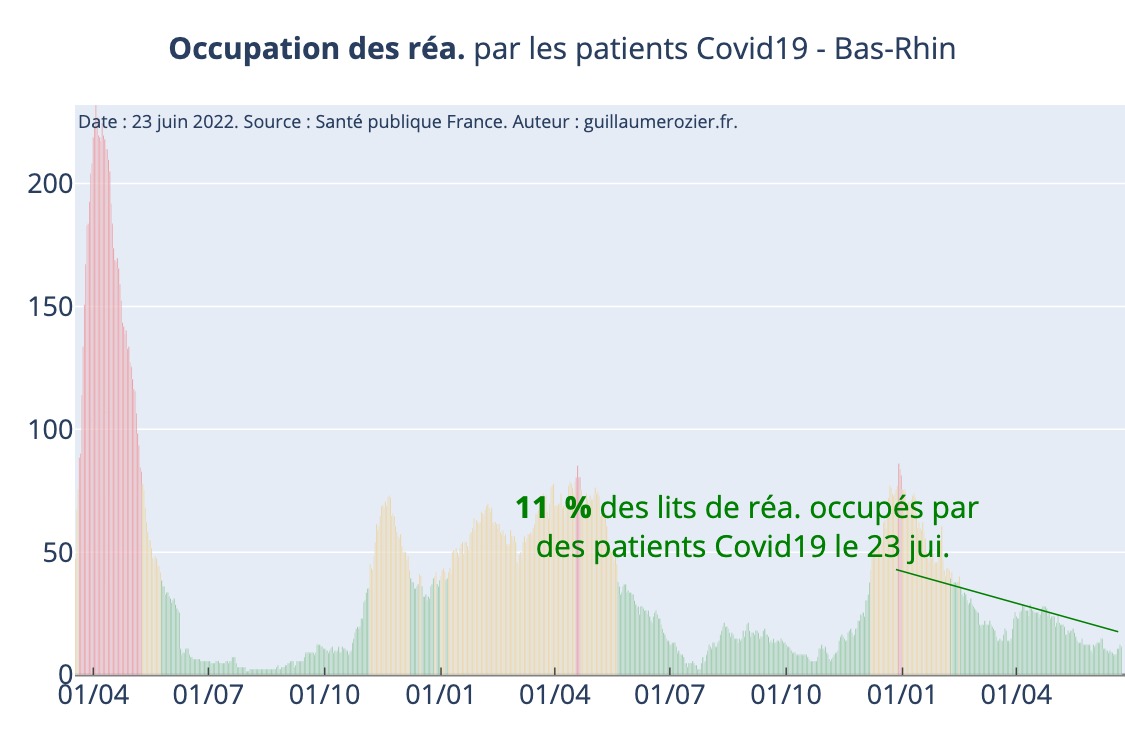 Occupation des réa. par les patients Covid19 - Bas-Rhin
Date : 23 juin 2022. Source : Santé publique France. Auteur : guillaumerozier.fr.
200
150
100
50
0
11 % des lits de réa. occupés par
des patients Covid19 le 23 jui.
01/04 01/07 01/10 01/01 01/04 01/07 01/10 01/01 01/04